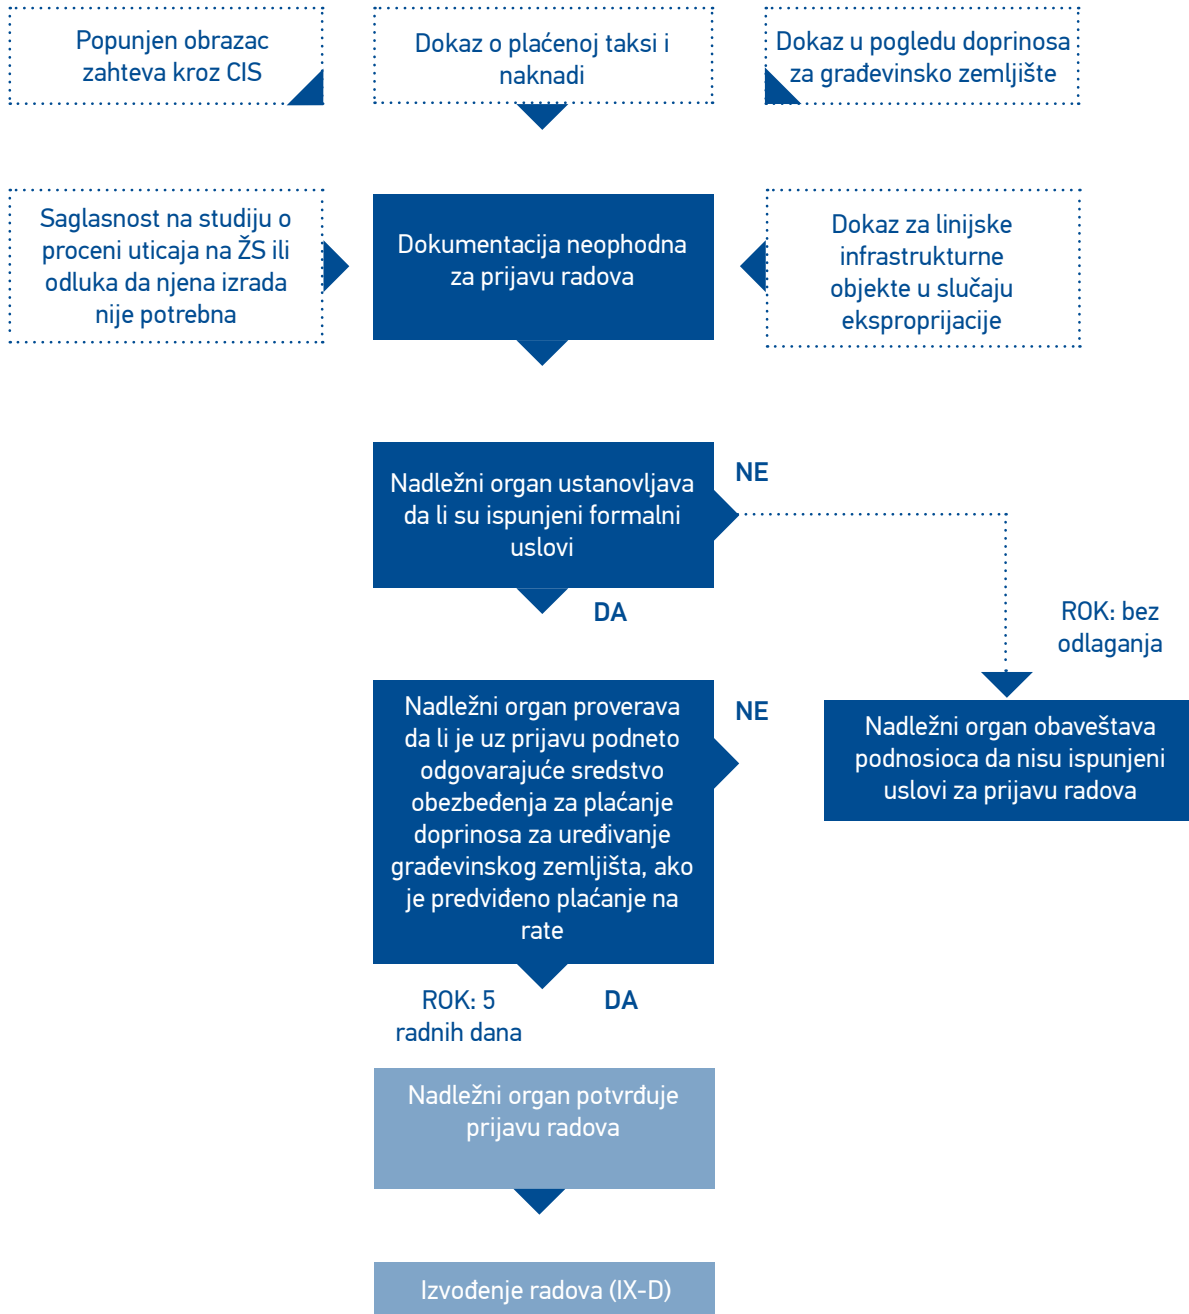 Popunjen obrazac
zahteva kroz CIS
Dokaz o plaćenoj taksi i
naknadi
Dokaz u pogledu doprinosa
za građevinsko zemljište
Saglasnost na studiju o
proceni uticaja na ŽS ili
odluka da njena izrada
nije potrebna
Dokumentacija neophodna
za prijavu radova
Dokaz za linijske
infrastrukturne
objekte u slučaju
eksproprijacije
Nadležni organ ustanovljava
da li su ispunjeni formalni
uslovi
NE
DA
ROK: bez
odlaganja
Nadležni organ proverava
da li je uz prijavu podneto
odgovarajuće sredstvo
obezbeđenja za plaćanje
doprinosa za uređivanje
građevinskog zemljišta, ako
je predviđeno plaćanje na
rate
NE
Nadležni organ obaveštava
podnosioca da nisu ispunjeni
uslovi za prijavu radova
ROK: 5
radnih dana
DA
Nadležni organ potvrđuje
prijavu radova
Izvođenje radova (IX-D)